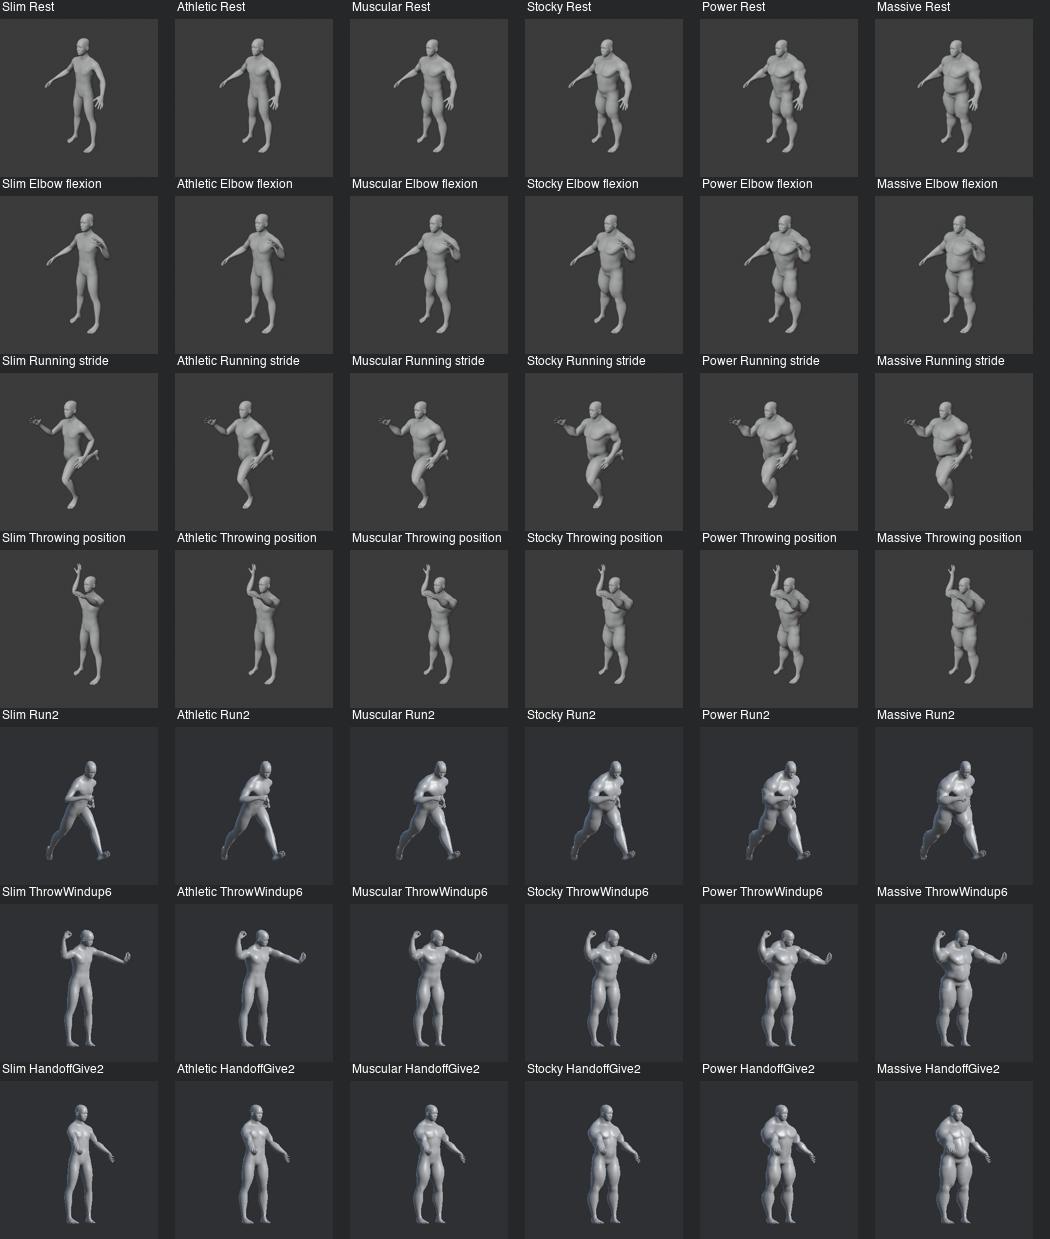 Slim Rest Athletic Rest Muscular Rest Stocky Rest Power Rest Massive Rest
Slim Elbow flexion Athletic Elbow flexion Muscular Elbow flexion Stocky Elbow flexion Power Elbow flexion Massive Elbow flexion
Slim Running stride Athletic Running stride Muscular Running stride Stocky Running stride Power Running stride Massive Running stride
Slim Throwing position Athletic Throwing position Muscular Throwing position Stocky Throwing position Power Throwing position Massive Throwing position
Slim Run2 Athletic Run2 Muscular Run2 Stocky Run2 Power Run2 Massive Run2
Slim ThrowWindup6 Athletic ThrowWindup6 Muscular ThrowWindup6 Stocky ThrowWindup6 Power ThrowWindup6 Massive ThrowWindup6
Slim HandoffGive2 Athletic HandoffGive2 Muscular HandoffGive2 Stocky HandoffGive2 Power HandoffGive2 Massive HandoffGive2